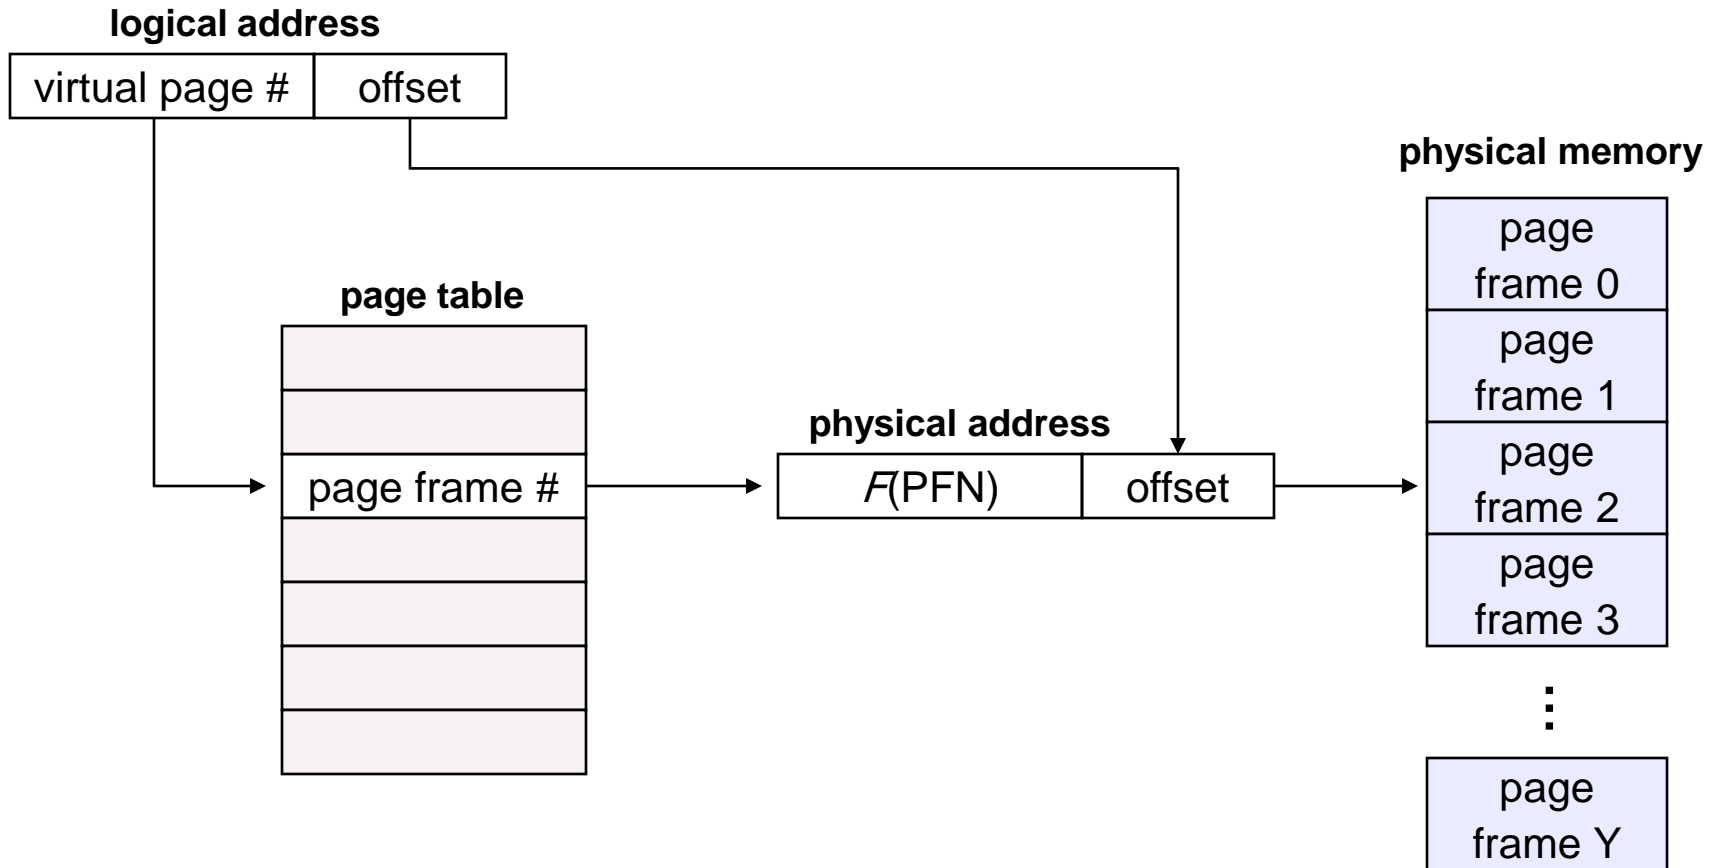 logical address
virtual page #
offset
physical memory
page
frame 0
page
frame 1
page
frame 2
page
frame 3
⋮
page
frame Y
page table
page frame #
physical address
F(PFN)
offset